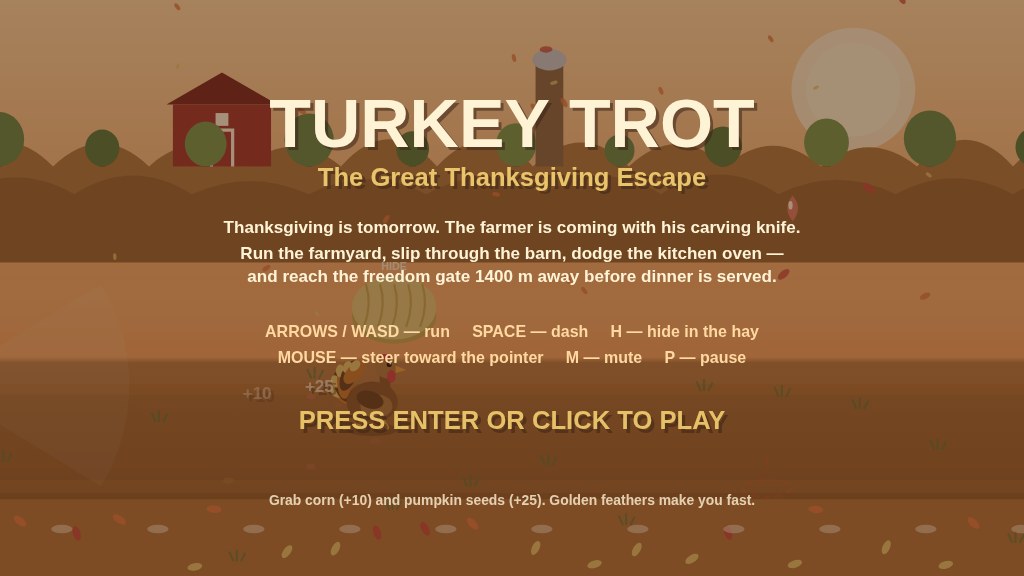 TURKEY TROT
The Great Thanksgiving Escape
Thanksgiving is tomorrow. The farmer is coming with his carving knife.
Run the farmyard, slip through the barn, dodge the kitchen oven —
HIDE
and reach the freedom gate 1400 m away before dinner is served.
ARROWS / WASD — run SPACE — dash H — hide in the hay
MOUSE — steer toward the pointer M — mute P — pause
+10 +25
PRESS ENTER OR CLICK TO PLAY
Grab corn (+10) and pumpkin seeds (+25). Golden feathers make you fast.